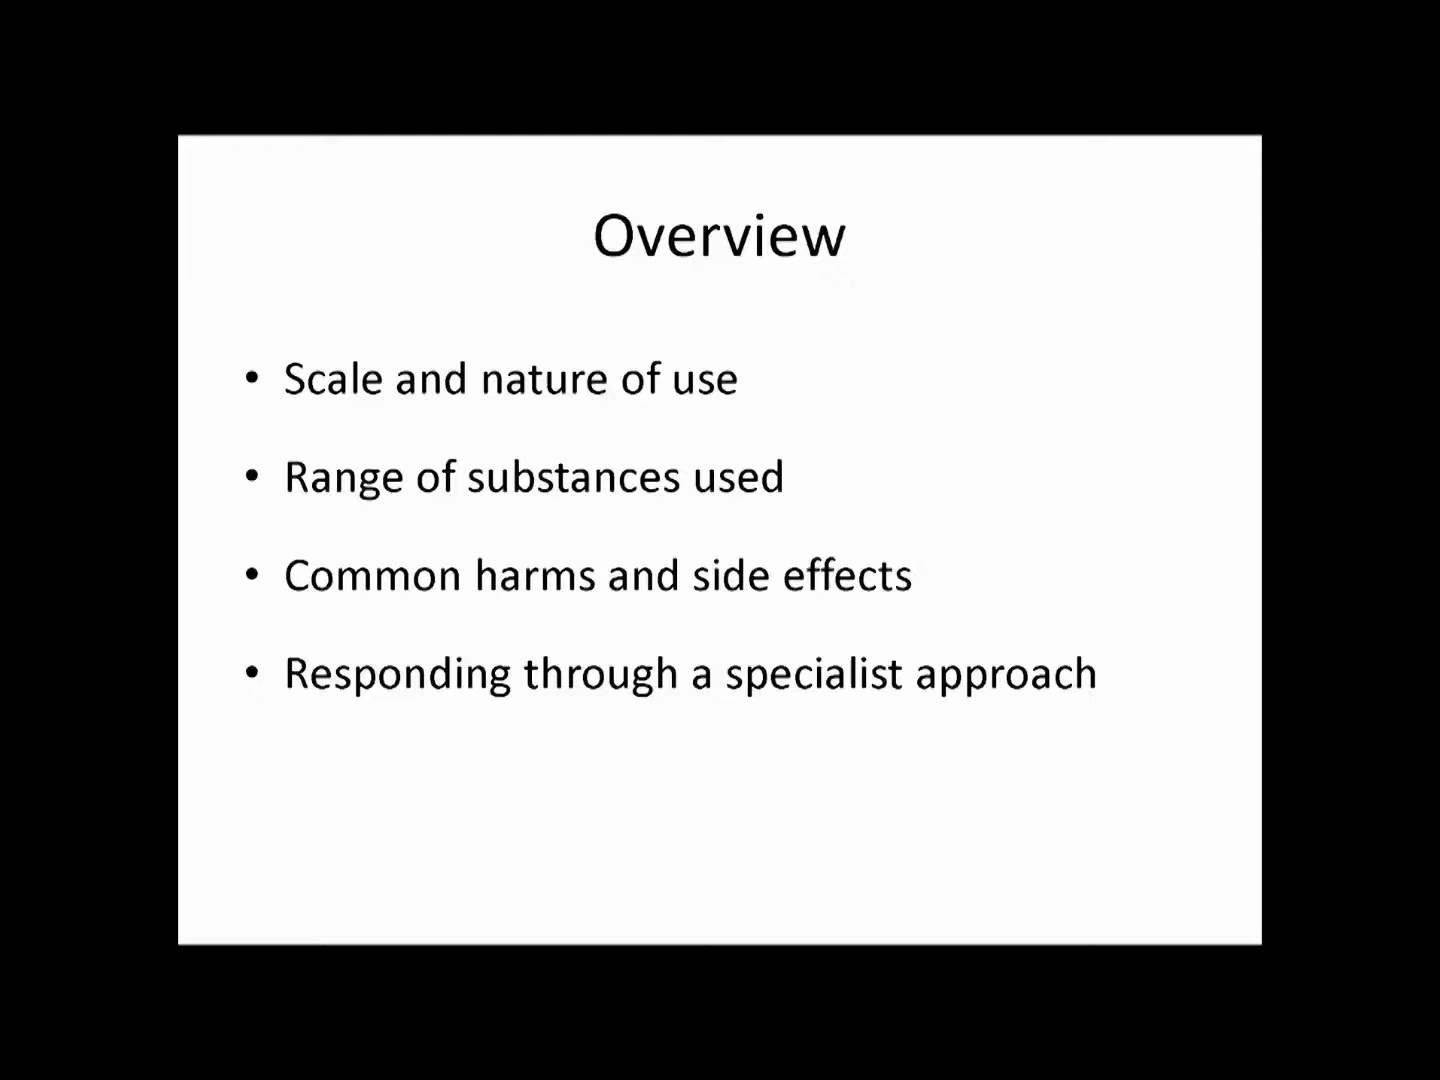 Overview
• Scale and nature of use
• Range of substances used
• Common harms and side effects
• Responding through a specialist approach